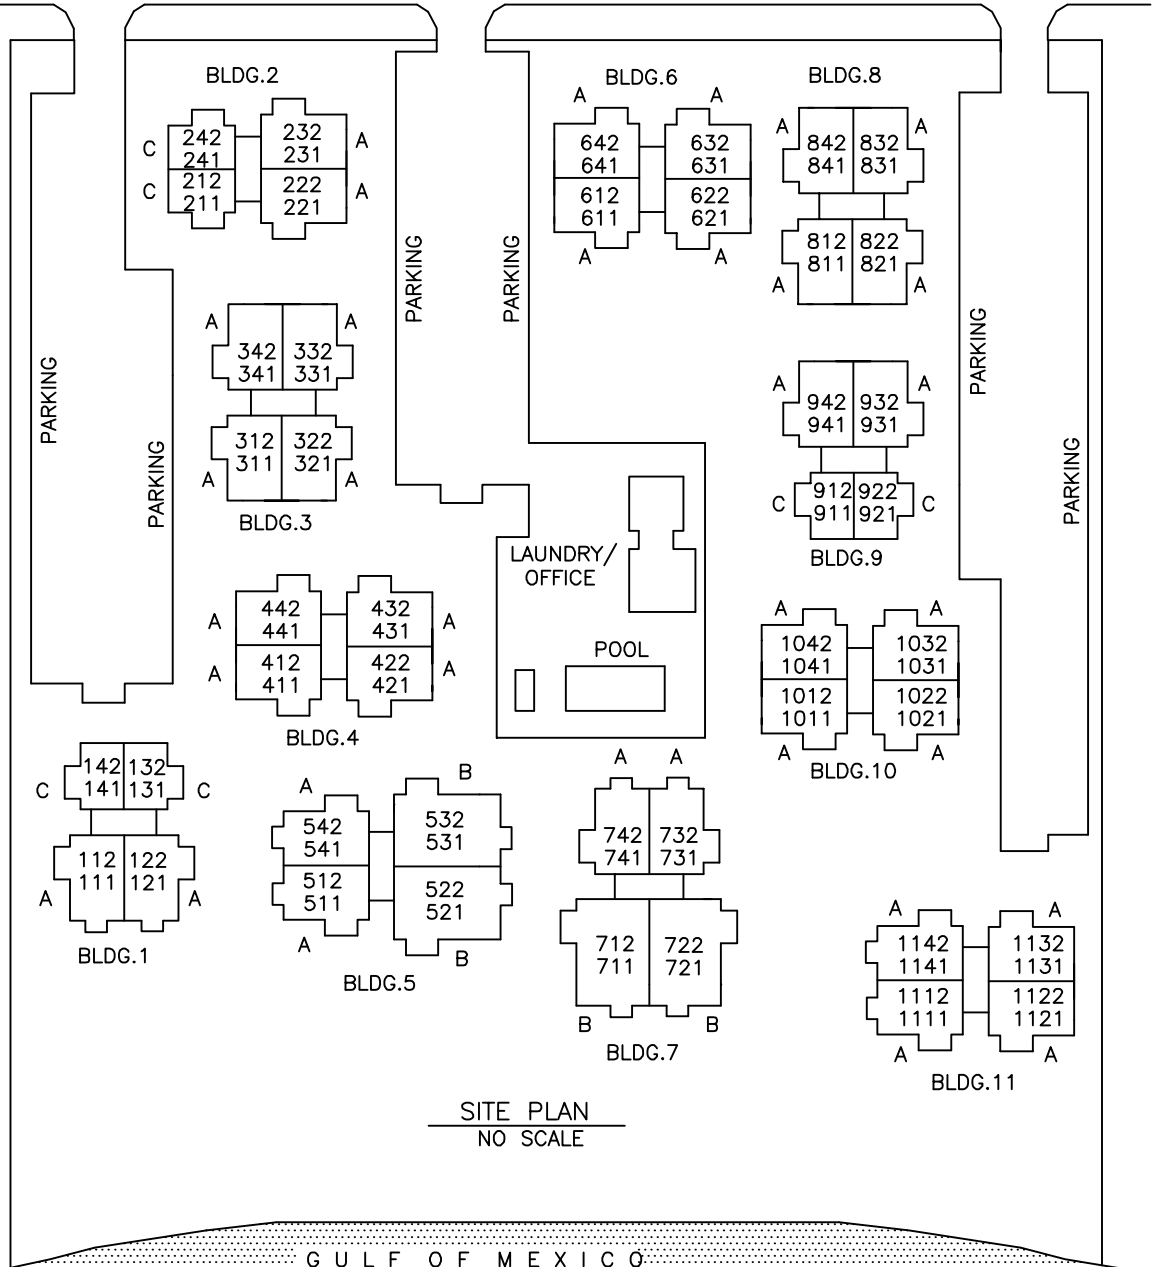 BLDG.2
C
242
241
232
231
A
C
212
211
222
221
A
BLDG.6
A
A
642
641
632
631
612
611
622
621
A
A
BLDG.8
A
842
841
832
831
A
812
811
822
821
A
A
PARKING
PARKING
PARKING
PARKING
PARKING
PARKING
A
342
341
332
331
A
312
311
322
321
A
A
BLDG.3
A
942
941
932
931
A
C
912
911
922
921
C
BLDG.9
LAUNDRY/
OFFICE
POOL
A
442
441
432
431
A
A
412
411
422
421
A
BLDG.4
A
A
1042
1041
1032
1031
1012
1011
1022
1021
A
A
BLDG.10
C
142
141
132
131
C
112
111
122
121
A
A
BLDG.1
A
B
542
541
532
531
512
511
522
521
A
B
BLDG.5
A
A
742
741
732
731
712
711
722
721
B
B
BLDG.7
A
A
1142
1141
1132
1131
1112
1111
1122
1121
A
A
BLDG.11
SITE PLAN
NO SCALE
GULF OF MEXICO